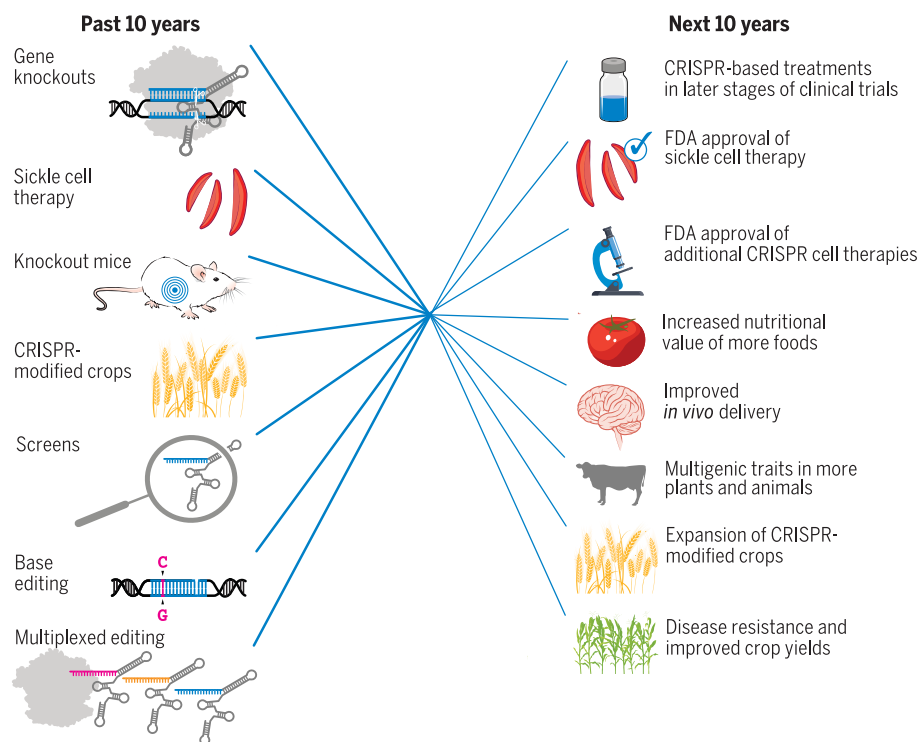 Past 10 years
Gene
knockouts
Sickle cell
therapy
Knockout mice
CRISPR-
modified crops
Screens
Base
editing
C
G
Multiplexed editing
Next 10 years
CRISPR-based treatments
in later stages of clinical trials
FDA approval of
sickle cell therapy
FDA approval of
additional CRISPR cell therapies
Increased nutritional
value of more foods
Improved
in vivo delivery
Multigenic traits in more
plants and animals
Expansion of CRISPR-
modified crops
Disease resistance and
improved crop yields